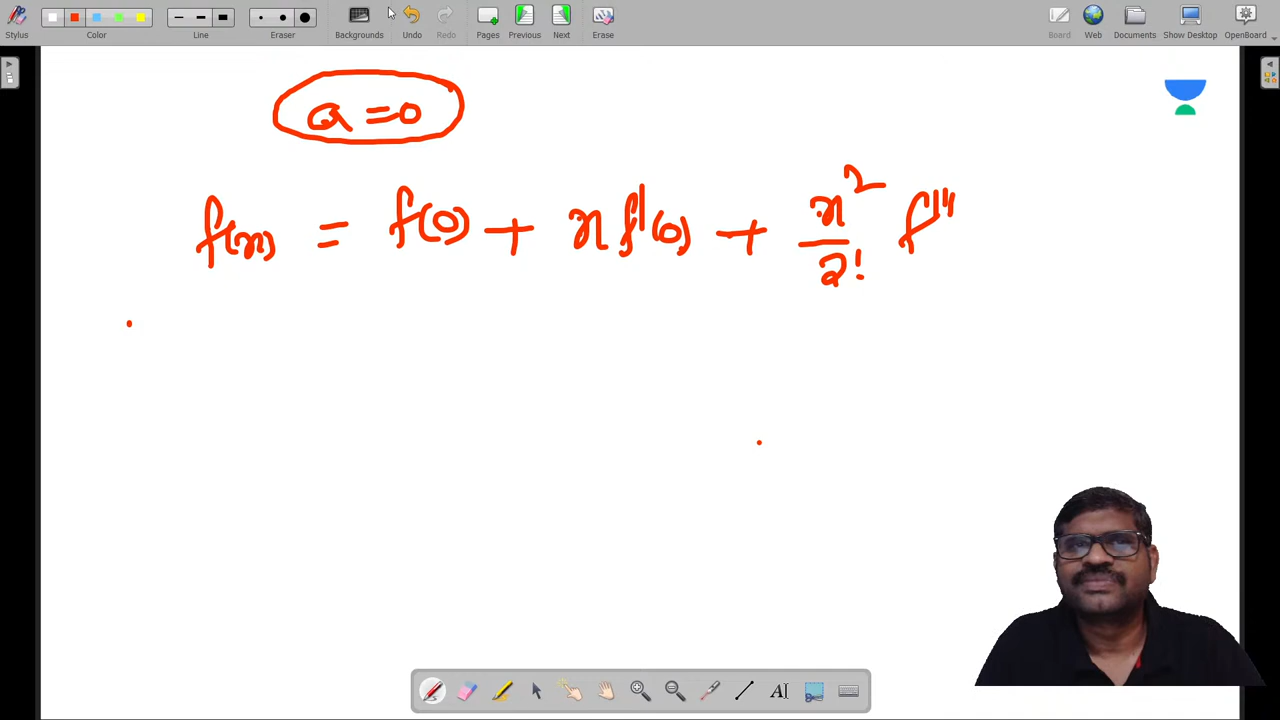 Stylus Color Line Eraser Backgrounds Undo Redo Pages Previous Next Erase Board Web Documents Show Desktop OpenBoard
a = 0
f(x) = f(0) + x f'(0) + x²/2! f''